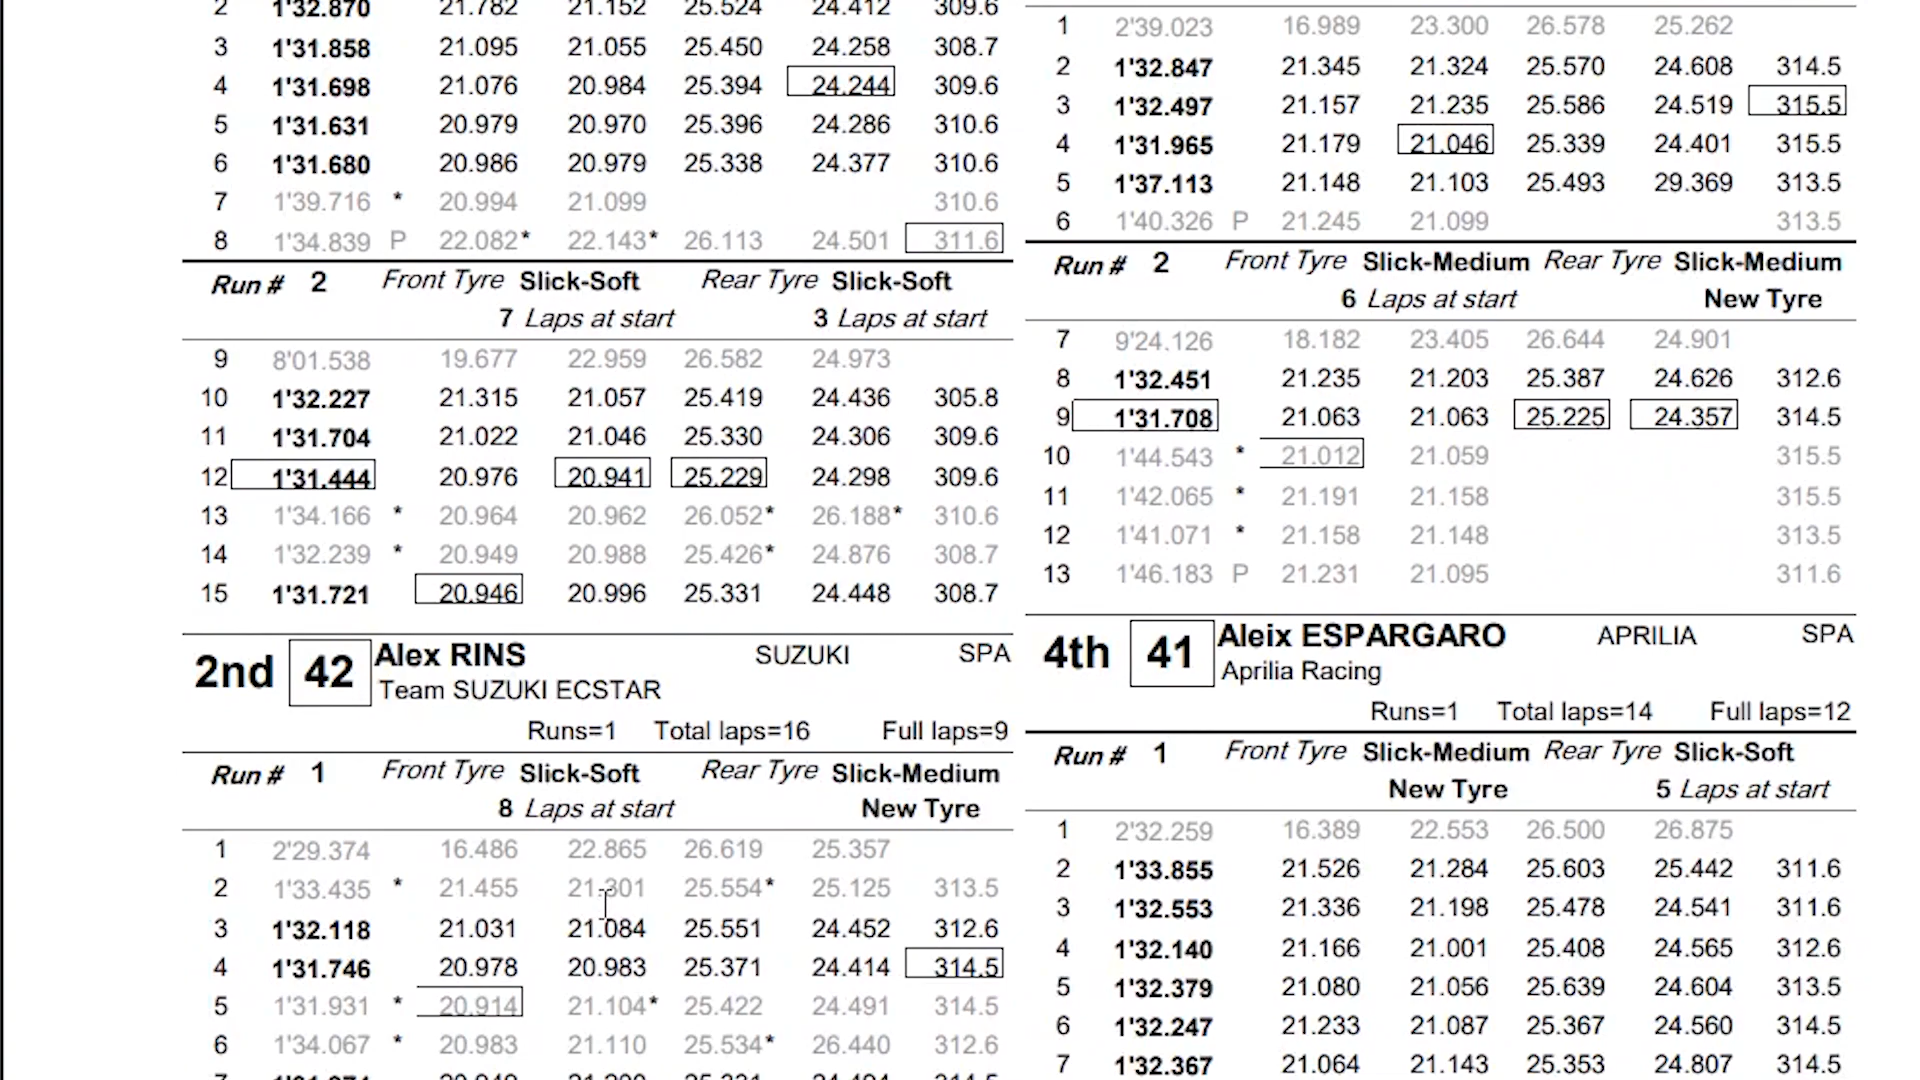 2 1'32.870 21.782 21.152 25.524 24.412 309.6
3 1'31.858 21.095 21.055 25.450 24.258 308.7
4 1'31.698 21.076 20.984 25.394 24.244 309.6
5 1'31.631 20.979 20.970 25.396 24.286 310.6
6 1'31.680 20.986 20.979 25.338 24.377 310.6
7 1'39.716 * 20.994 21.099 310.6
8 1'34.839 P 22.082* 22.143* 26.113 24.501 311.6
Run # 2 Front Tyre Slick-Soft Rear Tyre Slick-Soft
7 Laps at start 3 Laps at start
9 8'01.538 19.677 22.959 26.582 24.973
10 1'32.227 21.315 21.057 25.419 24.436 305.8
11 1'31.704 21.022 21.046 25.330 24.306 309.6
12 1'31.444 20.976 20.941 25.229 24.298 309.6
13 1'34.166 * 20.964 20.962 26.052* 26.188* 310.6
14 1'32.239 * 20.949 20.988 25.426* 24.876 308.7
15 1'31.721 20.946 20.996 25.331 24.448 308.7
2nd 42 Alex RINS SUZUKI SPA
Team SUZUKI ECSTAR
Runs=1 Total laps=16 Full laps=9
Run # 1 Front Tyre Slick-Soft Rear Tyre Slick-Medium
8 Laps at start New Tyre
1 2'29.374 16.486 22.865 26.619 25.357
2 1'33.435 * 21.455 21.301 25.554* 25.125 313.5
3 1'32.118 21.031 21.084 25.551 24.452 312.6
4 1'31.746 20.978 20.983 25.371 24.414 314.5
5 1'31.931 * 20.914 21.104* 25.422 24.491 314.5
6 1'34.067 * 20.983 21.110 25.534* 26.440 312.6
1 2'39.023 16.989 23.300 26.578 25.262
2 1'32.847 21.345 21.324 25.570 24.608 314.5
3 1'32.497 21.157 21.235 25.586 24.519 315.5
4 1'31.965 21.179 21.046 25.339 24.401 315.5
5 1'37.113 21.148 21.103 25.493 29.369 313.5
6 1'40.326 P 21.245 21.099 313.5
Run # 2 Front Tyre Slick-Medium Rear Tyre Slick-Medium
6 Laps at start New Tyre
7 9'24.126 18.182 23.405 26.644 24.901
8 1'32.451 21.235 21.203 25.387 24.626 312.6
9 1'31.708 21.063 21.063 25.225 24.357 314.5
10 1'44.543 * 21.012 21.059 315.5
11 1'42.065 * 21.191 21.158 315.5
12 1'41.071 * 21.158 21.148 313.5
13 1'46.183 P 21.231 21.095 311.6
4th 41 Aleix ESPARGARO APRILIA SPA
Aprilia Racing
Runs=1 Total laps=14 Full laps=12
Run # 1 Front Tyre Slick-Medium Rear Tyre Slick-Soft
New Tyre 5 Laps at start
1 2'32.259 16.389 22.553 26.500 26.875
2 1'33.855 21.526 21.284 25.603 25.442 311.6
3 1'32.553 21.336 21.198 25.478 24.541 311.6
4 1'32.140 21.166 21.001 25.408 24.565 312.6
5 1'32.379 21.080 21.056 25.639 24.604 313.5
6 1'32.247 21.233 21.087 25.367 24.560 314.5
7 1'32.367 21.064 21.143 25.353 24.807 314.5